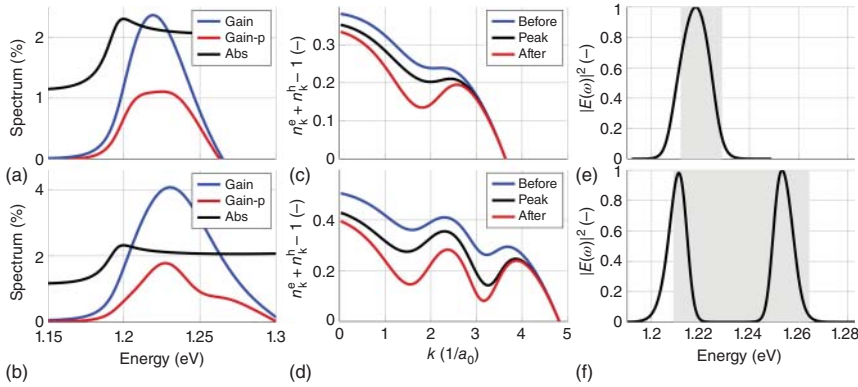 Spectrum (%)
2
1
0
Gain
Gain-p
Abs
(a)
n_k^e + n_k^h − 1 (−)
0.3
0.2
0.1
0
Before
Peak
After
(c)
|E(ω)|² (−)
1
0.8
0.6
0.4
0.2
0
(e)
Spectrum (%)
4
2
0
Gain
Gain-p
Abs
1.15 1.2 1.25 1.3
Energy (eV)
(b)
n_k^e + n_k^h − 1 (−)
0.4
0.2
0
Before
Peak
After
0 1 2 3 4 5
k (1/a₀)
(d)
|E(ω)|² (−)
1
0.8
0.6
0.4
0.2
0
1.2 1.22 1.24 1.26 1.28
Energy (eV)
(f)